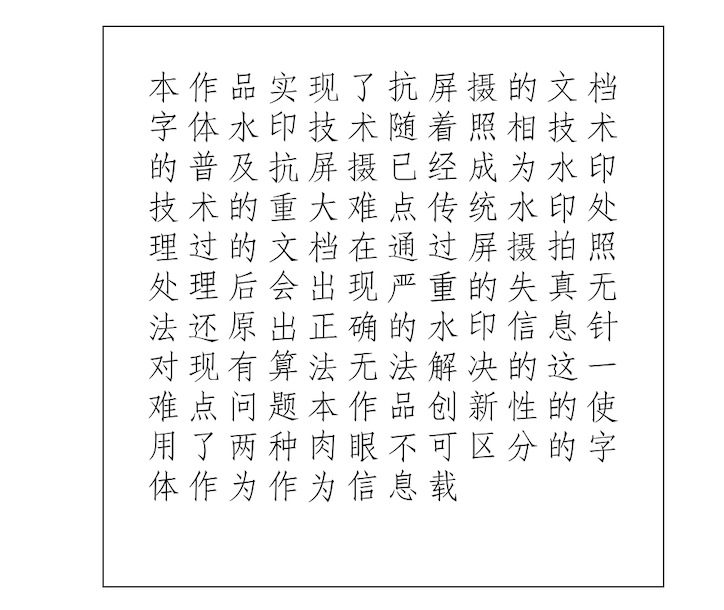 本作品实现了抗屏摄的文档
字体水印技术随着照相技术
的普及抗屏摄已经成为水印
技术的重大难点传统水印处
理过的文档在通过屏摄拍照
处理后会出现严重的失真无
法还原出正确的水印信息针
对现有算法无法解决的这一
难点问题本作品创新性的使
用了两种肉眼不可区分的字
体作为作为信息载